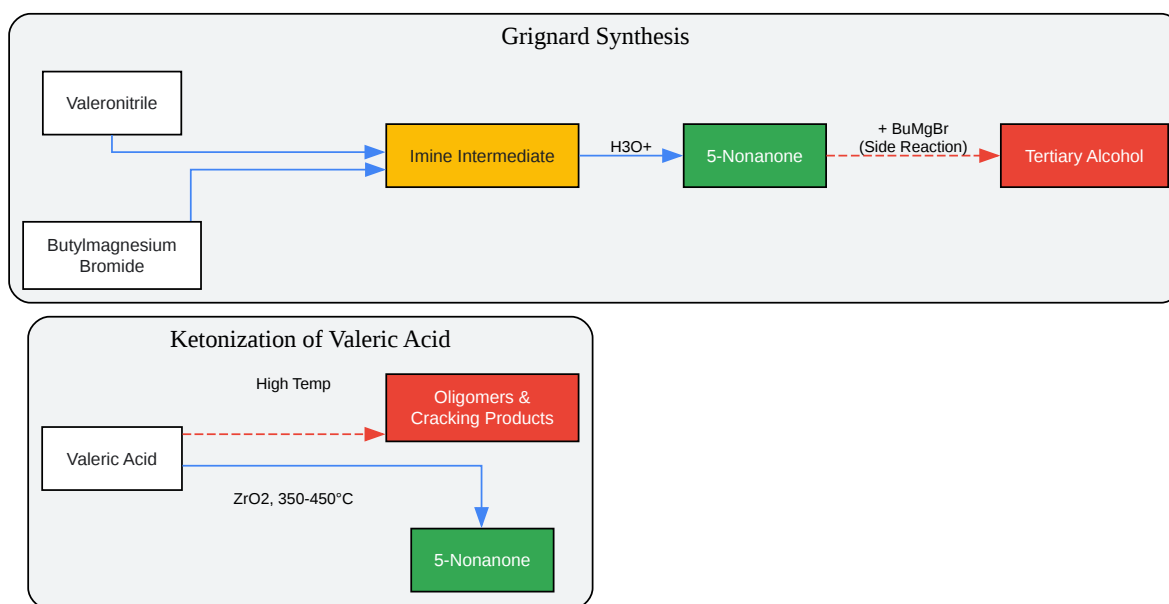 Grignard Synthesis
Valeronitrile
Butylmagnesium
Bromide
Imine Intermediate
H3O+
5-Nonanone
+ BuMgBr
(Side Reaction)
Tertiary Alcohol
Ketonization of Valeric Acid
High Temp
Oligomers &
Cracking Products
Valeric Acid
ZrO2, 350-450°C
5-Nonanone